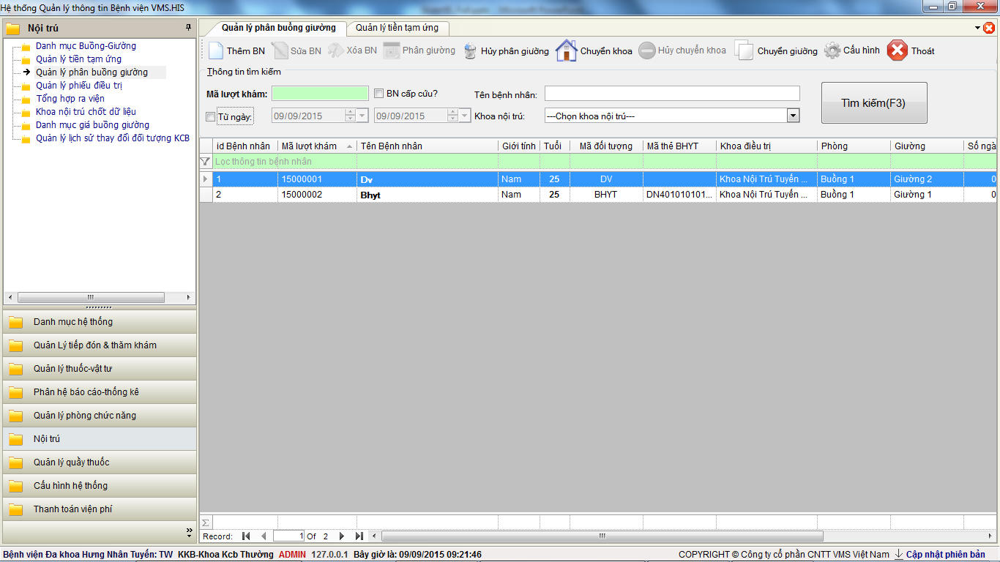 Hệ thống Quản lý thông tin Bệnh viện VMS.HIS
Nội trú
Danh mục Buồng-Giường
Quản lý tiền tạm ứng
Quản lý phân buồng giường
Quản lý phiếu điều trị
Tổng hợp ra viện
Khoa nội trú chốt dữ liệu
Danh mục giá buồng giường
Quản lý lịch sử thay đổi đối tượng KCB
Danh mục hệ thống
Quản Lý tiếp đón & thăm khám
Quản lý thuốc-vật tư
Phân hệ báo cáo-thống kê
Quản lý phòng chức năng
Nội trú
Quản lý quầy thuốc
Cấu hình hệ thống
Thanh toán viện phí
Quản lý phân buồng giường Quản lý tiền tạm ứng
Thêm BN Sửa BN Xóa BN Phân giường Hủy phân giường Chuyển khoa Hủy chuyển khoa Chuyển giường Cấu hình Thoát
Thông tin tìm kiếm
Mã lượt khám: BN cấp cứu? Tên bệnh nhân:
Từ ngày: 09/09/2015 09/09/2015 Khoa nội trú: ---Chọn khoa nội trú---
Tìm kiếm(F3)
id Bệnh nhân Mã lượt khám Tên Bệnh nhân Giới tính Tuổi Mã đối tượng Mã thẻ BHYT Khoa điều trị Phòng Giường Số ngà
Lọc thông tin bệnh nhân
1 15000001 Dv Nam 25 DV Khoa Nội Trú Tuyến ... Buồng 1 Giường 2 0
2 15000002 Bhyt Nam 25 BHYT DN401010101... Khoa Nội Trú Tuyến ... Buồng 1 Giường 1 0
Σ
Record: 1 Of 2
Bệnh viện Đa khoa Hưng Nhân Tuyến: TW KKB-Khoa Kcb Thường ADMIN 127.0.0.1 Bây giờ là: 09/09/2015 09:21:46 COPYRIGHT © Công ty cổ phần CNTT VMS Việt Nam Cập nhật phiên bản